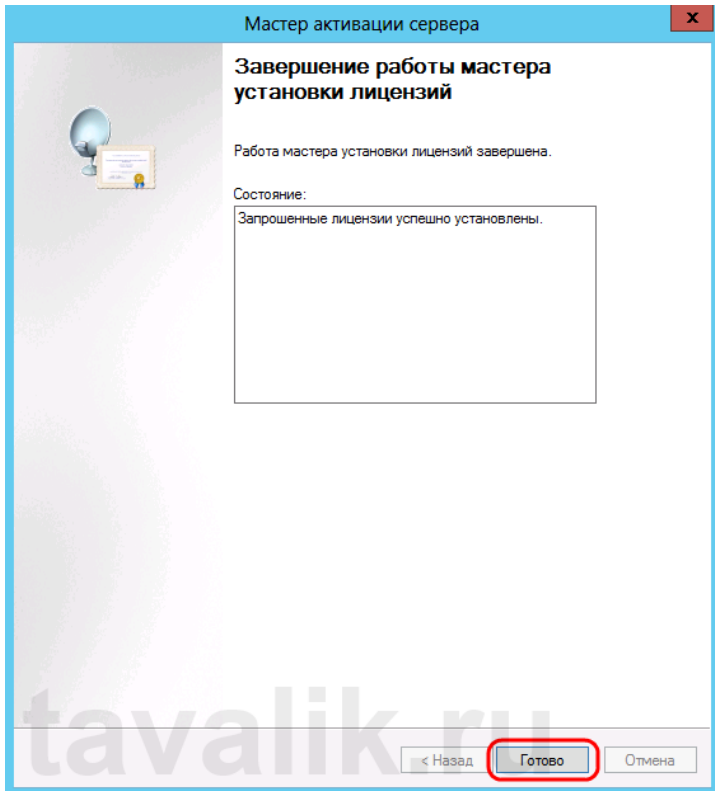 Мастер активации сервера
x
Завершение работы мастера
установки лицензий
Работа мастера установки лицензий завершена.
Состояние:
Запрошенные лицензии успешно установлены.
tavalik.ru
< Назад
Готово
Отмена